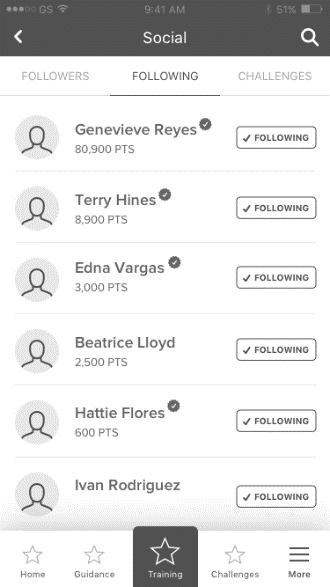 GS 9:41 AM 51%
Social
FOLLOWERS FOLLOWING CHALLENGES
Genevieve Reyes
80,900 PTS
FOLLOWING
Terry Hines
8,900 PTS
FOLLOWING
Edna Vargas
3,000 PTS
FOLLOWING
Beatrice Lloyd
2,500 PTS
FOLLOWING
Hattie Flores
600 PTS
FOLLOWING
Ivan Rodriguez
FOLLOWING
Home Guidance Training Challenges More